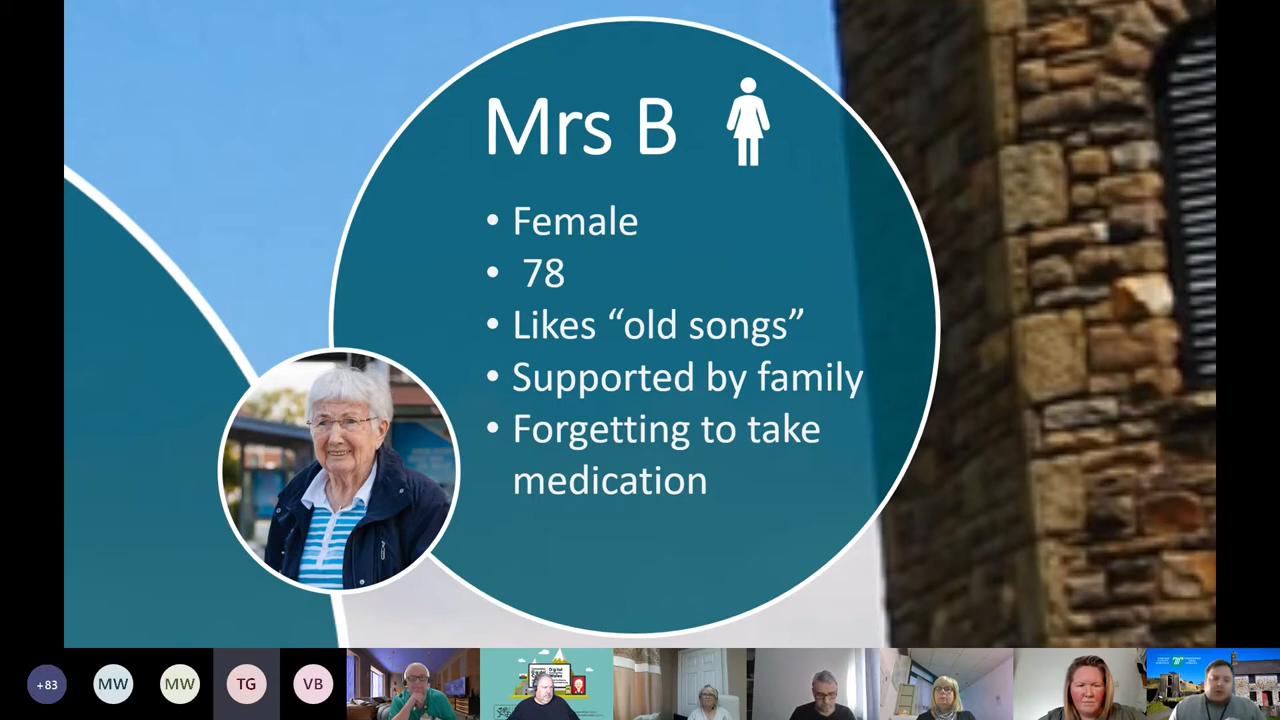 Mrs B
• Female
• 78
• Likes “old songs”
• Supported by family
• Forgetting to take
medication
+83
MW
MW
TG
VB